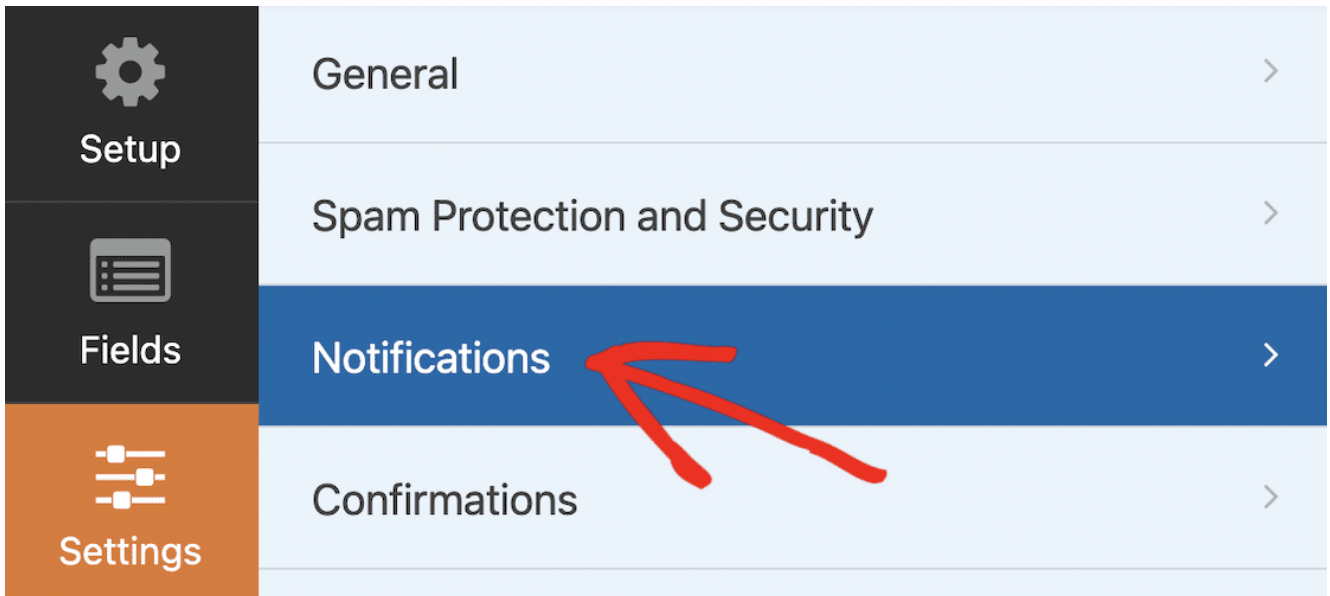 Setup
Fields
Settings
General
Spam Protection and Security
Notifications
Confirmations